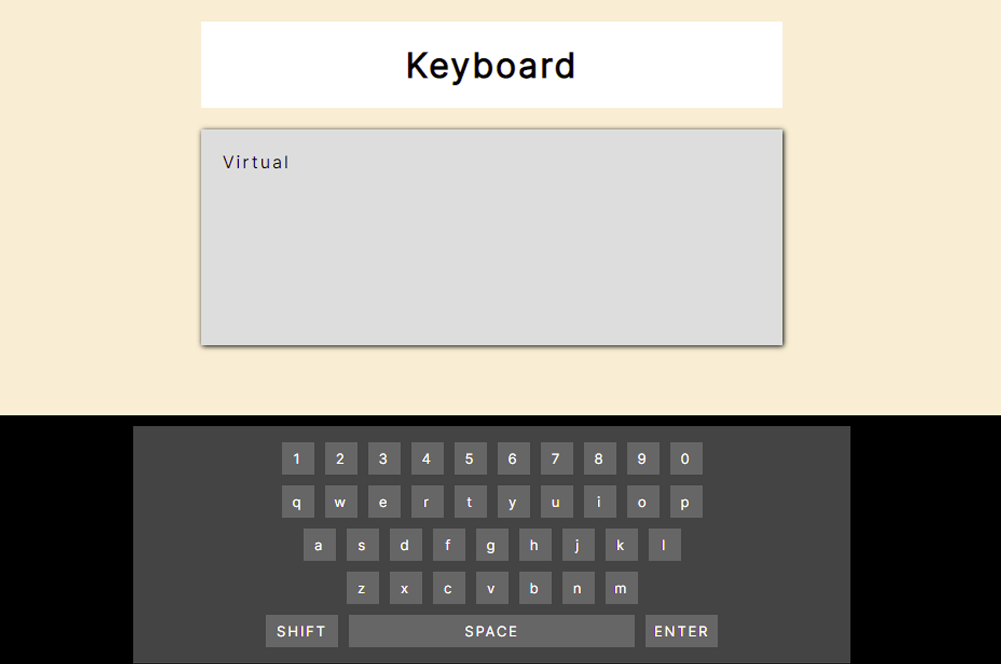 Keyboard
Virtual
1 2 3 4 5 6 7 8 9 0
q w e r t y u i o p
a s d f g h j k l
z x c v b n m
SHIFT SPACE ENTER